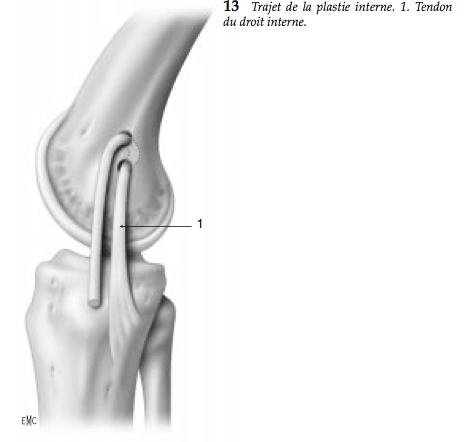 13 Trajet de la plastie interne. 1. Tendon
du droit interne.
1
EMC